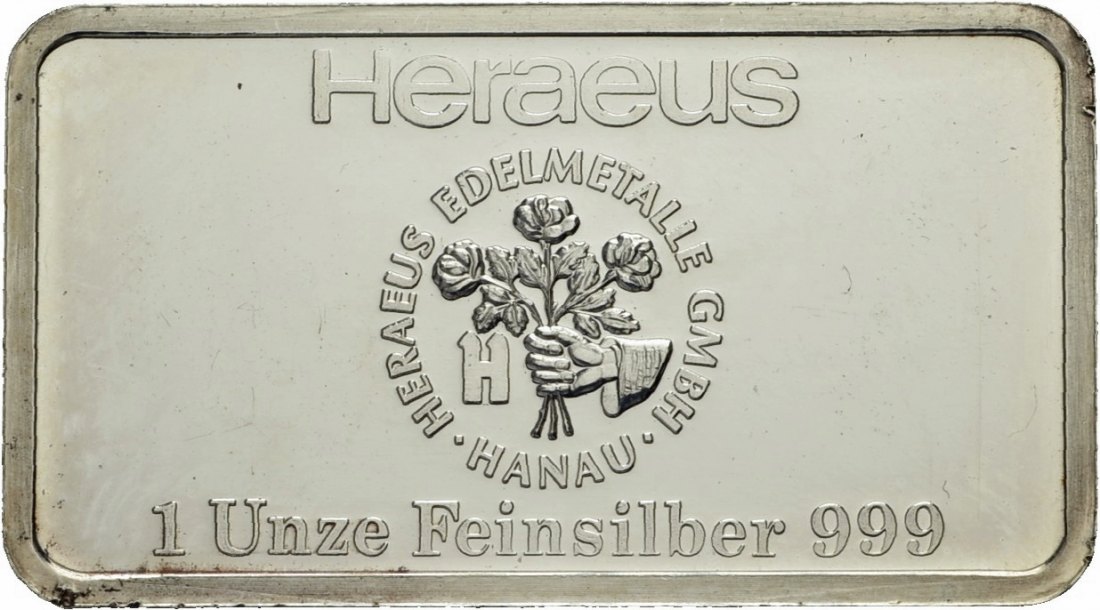 Heraeus
HERAEUS EDELMETALLE GMBH
H
· HANAU ·
1 Unze Feinsilber 999